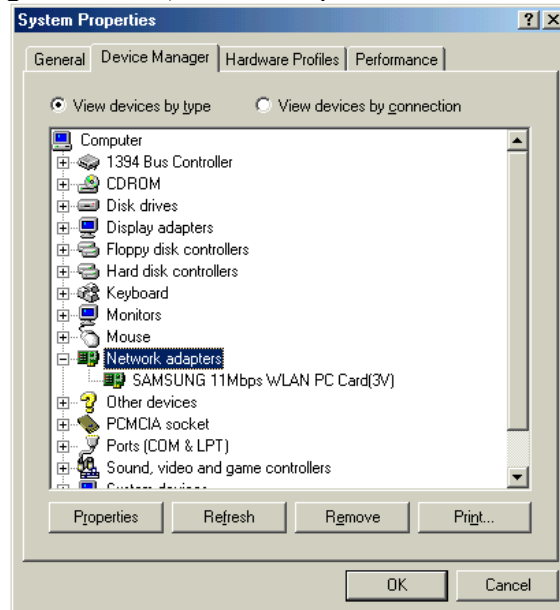 System Properties
General Device Manager Hardware Profiles Performance
View devices by type View devices by connection
Computer
1394 Bus Controller
CDROM
Disk drives
Display adapters
Floppy disk controllers
Hard disk controllers
Keyboard
Monitors
Mouse
Network adapters
SAMSUNG 11Mbps WLAN PC Card(3V)
Other devices
PCMCIA socket
Ports (COM & LPT)
Sound, video and game controllers
Properties Refresh Remove Print...
OK Cancel